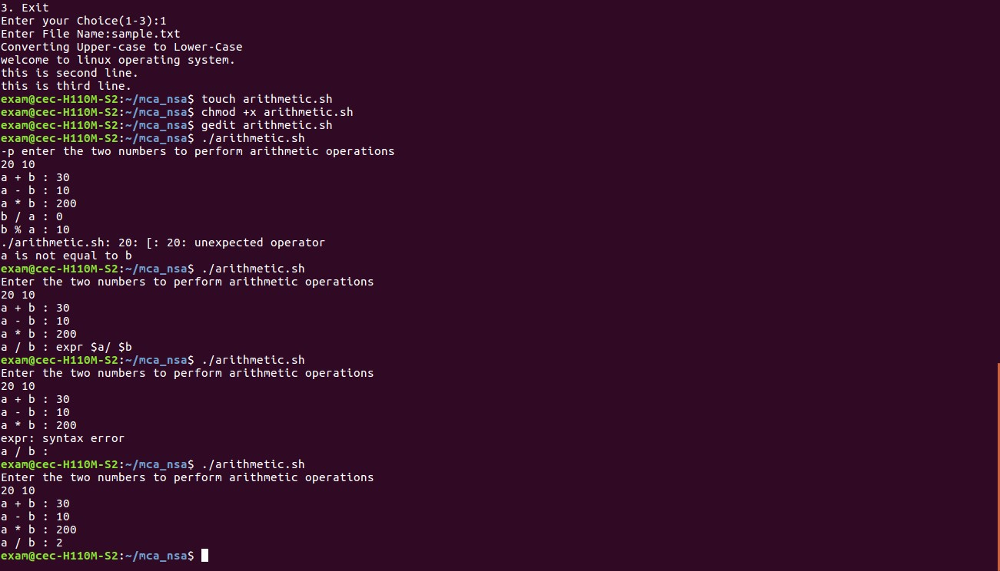 3. Exit
Enter your Choice(1-3):1
Enter File Name:sample.txt
Converting Upper-case to Lower-Case
welcome to linux operating system.
this is second line.
this is third line.
exam@cec-H110M-S2:~/mca_nsa$ touch arithmetic.sh
exam@cec-H110M-S2:~/mca_nsa$ chmod +x arithmetic.sh
exam@cec-H110M-S2:~/mca_nsa$ gedit arithmetic.sh
exam@cec-H110M-S2:~/mca_nsa$ ./arithmetic.sh
-p enter the two numbers to perform arithmetic operations
20 10
a + b : 30
a - b : 10
a * b : 200
b / a : 0
b % a : 10
./arithmetic.sh: 20: [: 20: unexpected operator
a is not equal to b
exam@cec-H110M-S2:~/mca_nsa$ ./arithmetic.sh
Enter the two numbers to perform arithmetic operations
20 10
a + b : 30
a - b : 10
a * b : 200
a / b : expr $a/ $b
exam@cec-H110M-S2:~/mca_nsa$ ./arithmetic.sh
Enter the two numbers to perform arithmetic operations
20 10
a + b : 30
a - b : 10
a * b : 200
expr: syntax error
a / b :
exam@cec-H110M-S2:~/mca_nsa$ ./arithmetic.sh
Enter the two numbers to perform arithmetic operations
20 10
a + b : 30
a - b : 10
a * b : 200
a / b : 2
exam@cec-H110M-S2:~/mca_nsa$